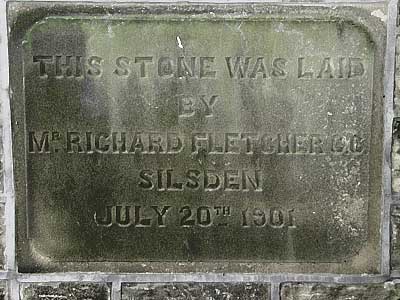 THIS STONE WAS LAID
BY
MR RICHARD FLETCHER C.C.
SILSDEN
JULY 20TH 1901